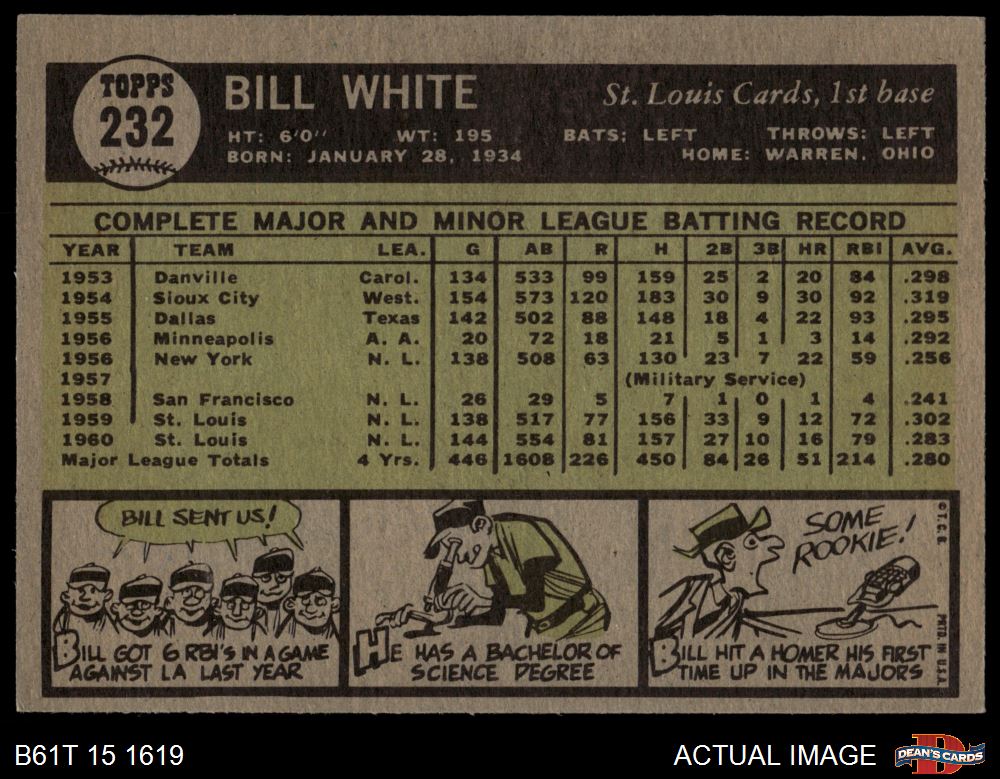 TOPPS
232
BILL WHITE
St. Louis Cards, 1st base
HT: 6'0" WT: 195 BATS: LEFT THROWS: LEFT
BORN: JANUARY 28, 1934 HOME: WARREN, OHIO
COMPLETE MAJOR AND MINOR LEAGUE BATTING RECORD
YEAR TEAM LEA. G AB R H 2B 3B HR RBI AVG.
1953 Danville Carol. 134 533 99 159 25 2 20 84 .298
1954 Sioux City West. 154 573 120 183 30 9 30 92 .319
1955 Dallas Texas 142 502 88 148 18 4 22 93 .295
1956 Minneapolis A. A. 20 72 18 21 5 1 3 14 .292
1956 New York N. L. 138 508 63 130 23 7 22 59 .256
1957 (Military Service)
1958 San Francisco N. L. 26 29 5 7 1 0 1 4 .241
1959 St. Louis N. L. 138 517 77 156 33 9 12 72 .302
1960 St. Louis N. L. 144 554 81 157 27 10 16 79 .283
Major League Totals 4 Yrs. 446 1608 226 450 84 26 51 214 .280
BILL SENT US!
BILL GOT 6 RBI'S IN A GAME
AGAINST LA LAST YEAR
HE HAS A BACHELOR OF
SCIENCE DEGREE
SOME
ROOKIE!
BILL HIT A HOMER HIS FIRST
TIME UP IN THE MAJORS
© T. C. G.
PRTD. IN U.S.A.
B61T 15 1619
ACTUAL IMAGE
DEAN'S CARDS